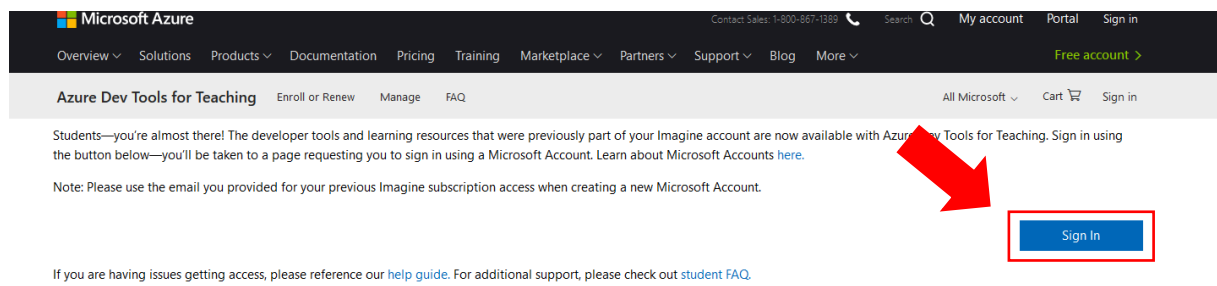 Microsoft Azure Contact Sales: 1-800-867-1389 Search My account Portal Sign in
Overview Solutions Products Documentation Pricing Training Marketplace Partners Support Blog More Free account >
Azure Dev Tools for Teaching Enroll or Renew Manage FAQ All Microsoft Cart Sign in
Students—you're almost there! The developer tools and learning resources that were previously part of your Imagine account are now available with Azure Dev Tools for Teaching. Sign in using
the button below—you'll be taken to a page requesting you to sign in using a Microsoft Account. Learn about Microsoft Accounts here.
Note: Please use the email you provided for your previous Imagine subscription access when creating a new Microsoft Account.
Sign In
If you are having issues getting access, please reference our help guide. For additional support, please check out student FAQ.